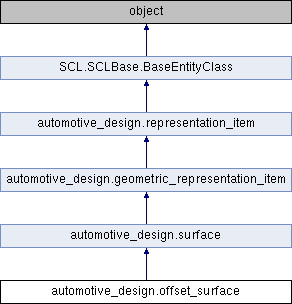 object
SCL.SCLBase.BaseEntityClass
automotive_design.representation_item
automotive_design.geometric_representation_item
automotive_design.surface
automotive_design.offset_surface